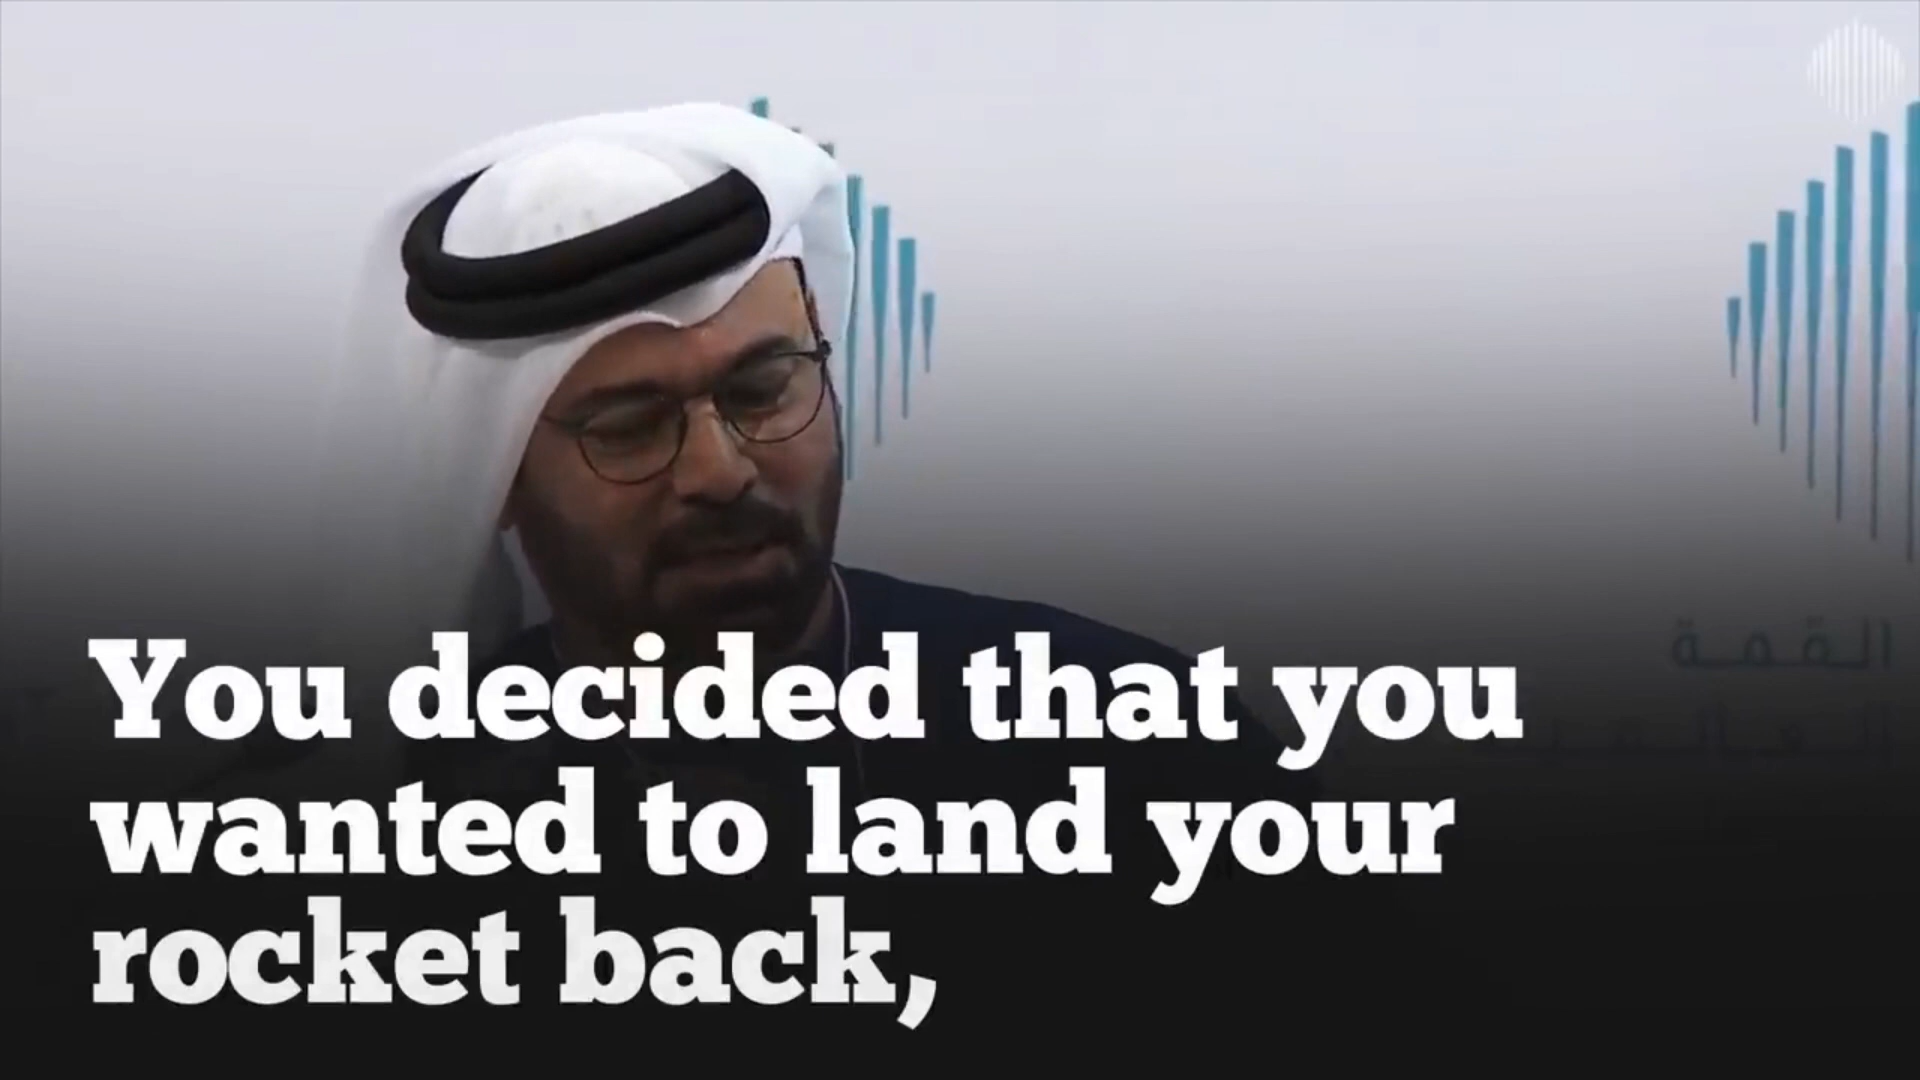 You decided that you
wanted to land your
rocket back,
القمة